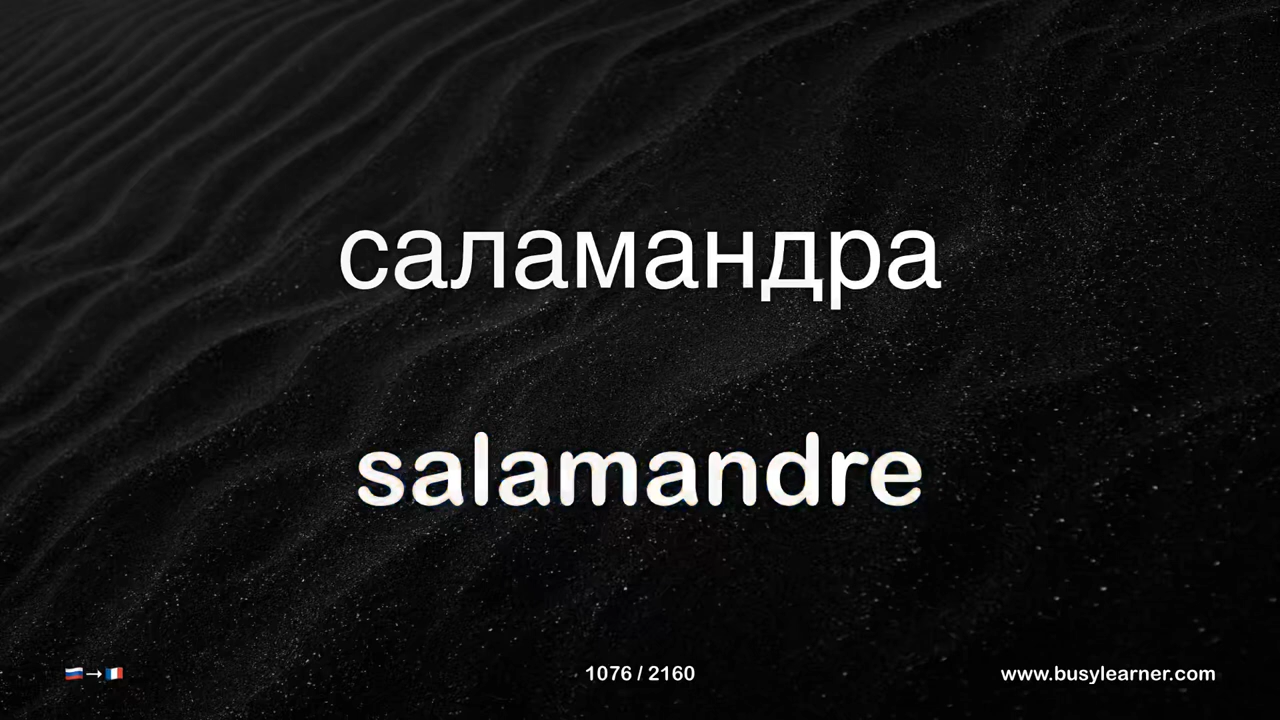 саламандра
salamandre
🇷🇺→🇫🇷
1076 / 2160
www.busylearner.com